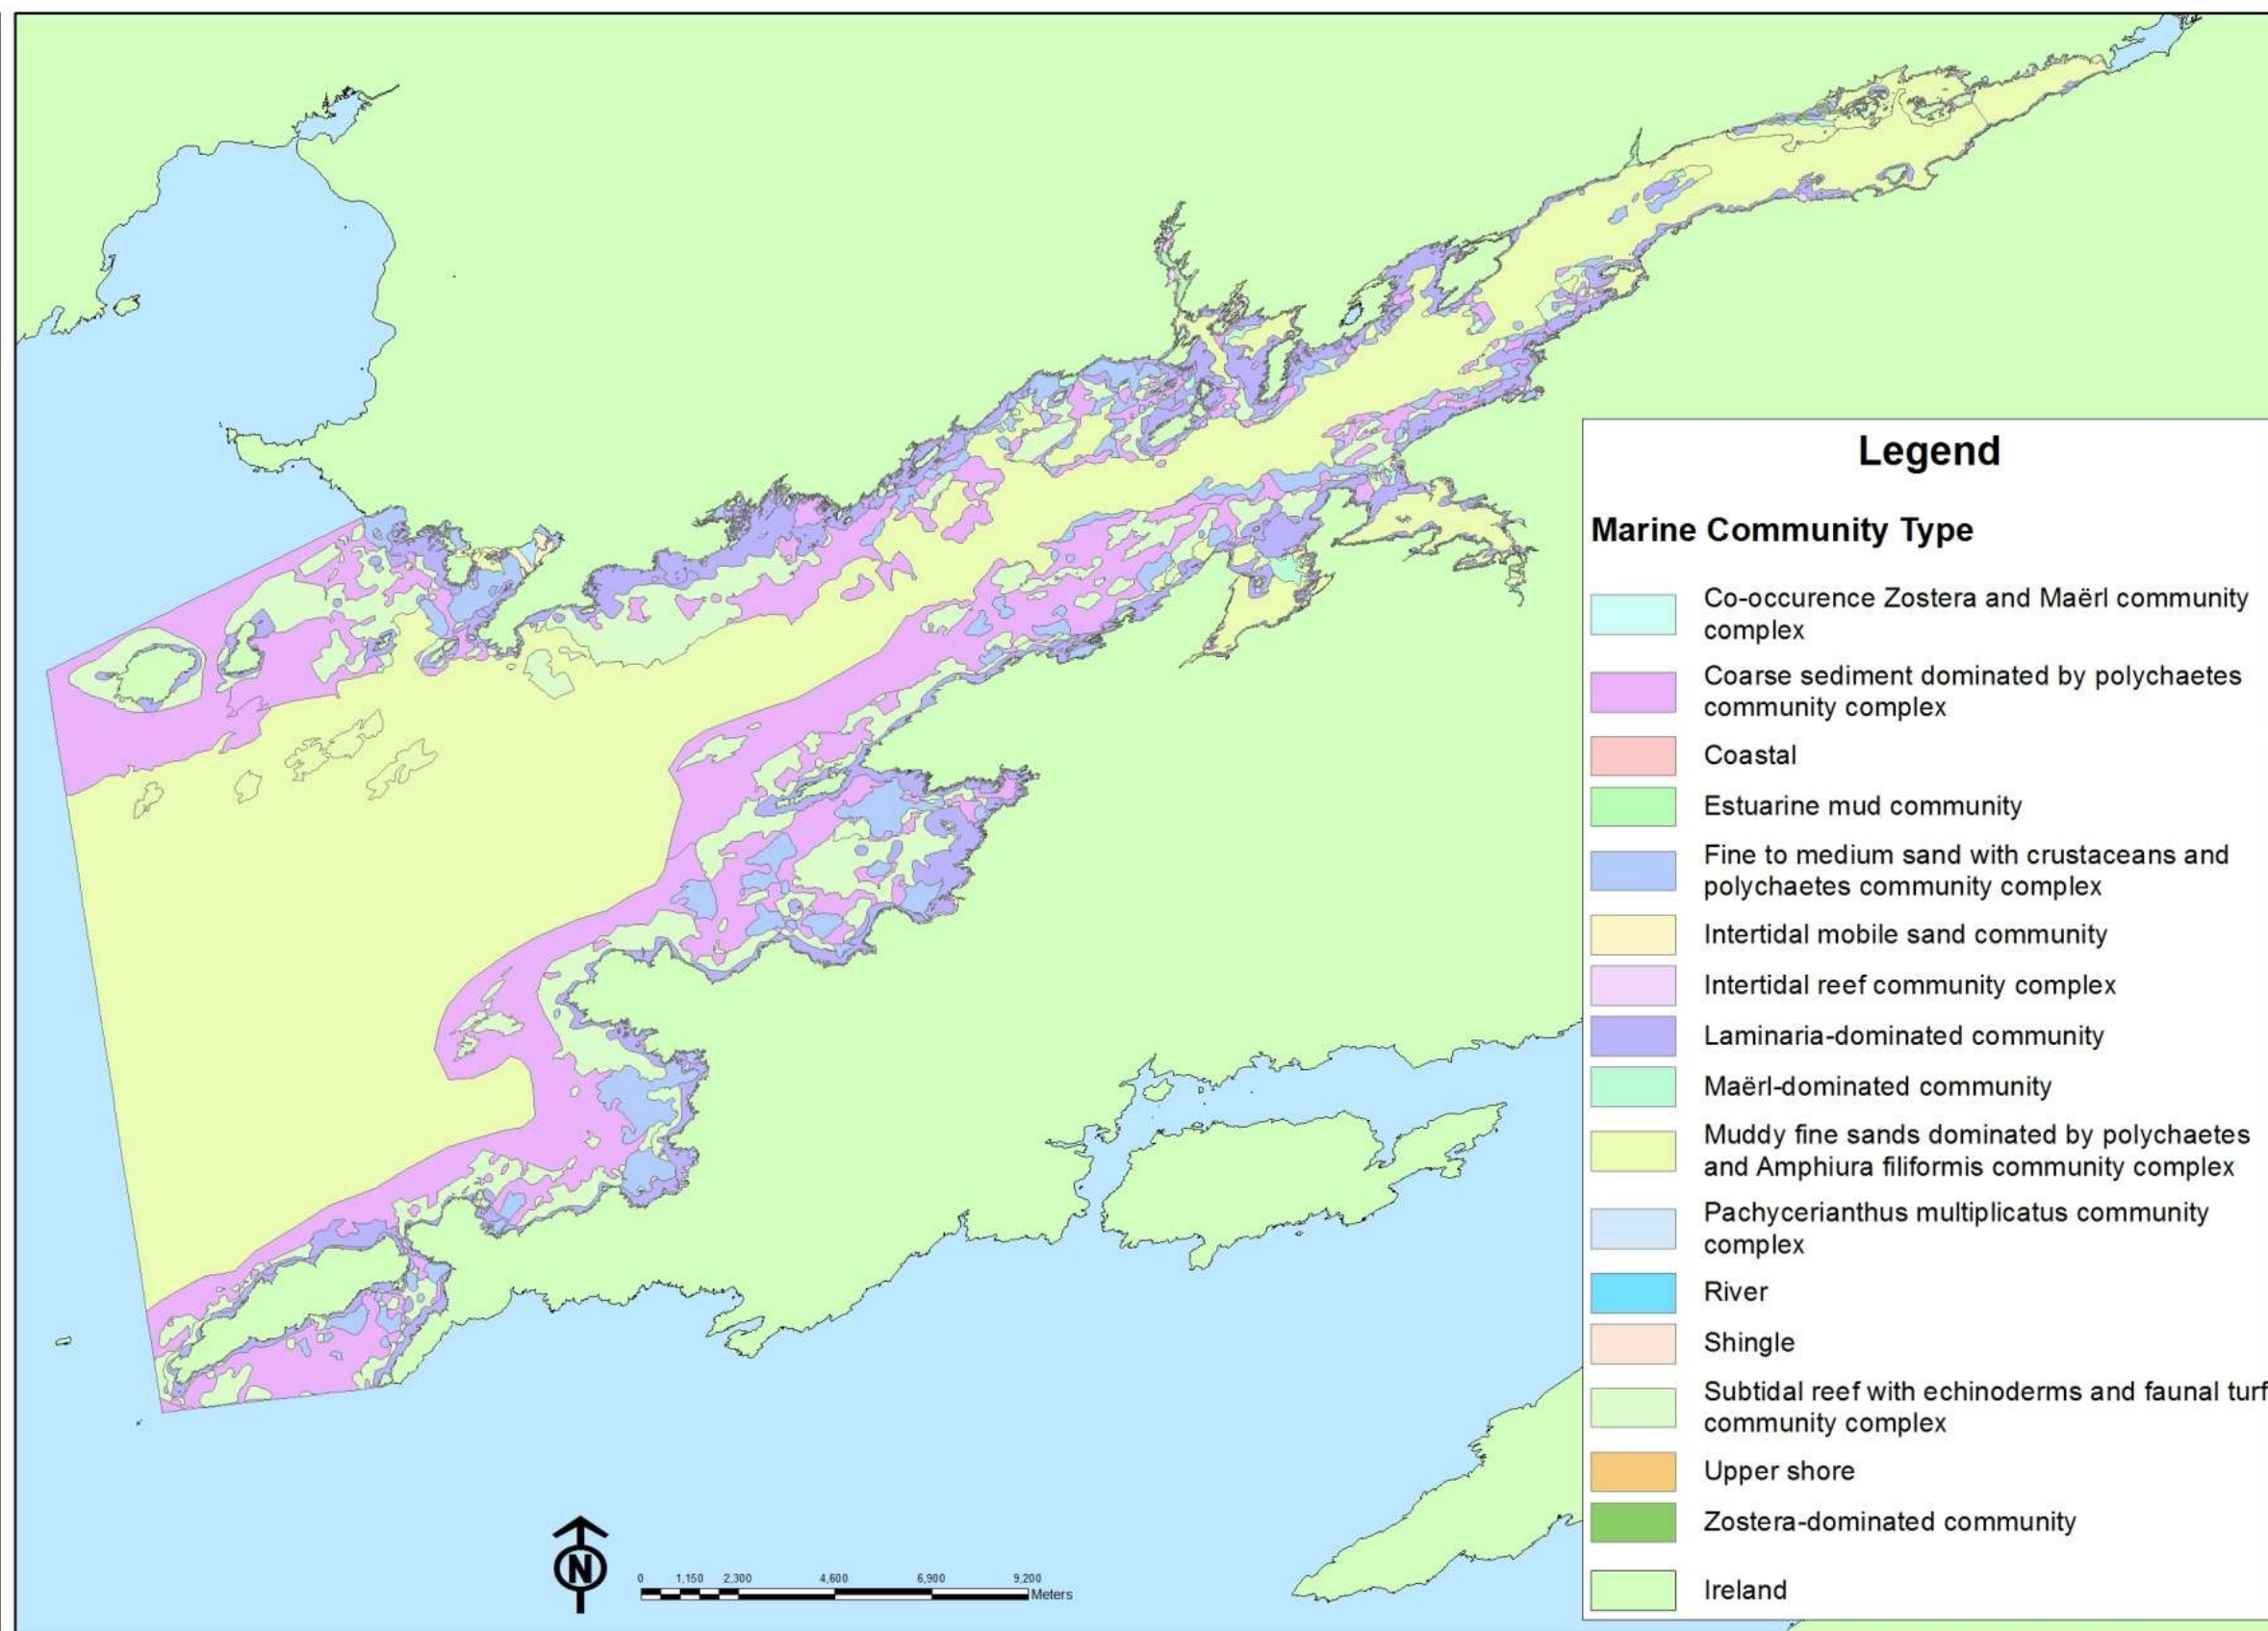 Legend
Marine Community Type
Co-occurence Zostera and Maërl community
complex
Coarse sediment dominated by polychaetes
community complex
Coastal
Estuarine mud community
Fine to medium sand with crustaceans and
polychaetes community complex
Intertidal mobile sand community
Intertidal reef community complex
Laminaria-dominated community
Maërl-dominated community
Muddy fine sands dominated by polychaetes
and Amphiura filiformis community complex
Pachycerianthus multiplicatus community
complex
River
Shingle
Subtidal reef with echinoderms and faunal turf
community complex
Upper shore
Zostera-dominated community
Ireland
N
0 1,150 2,300 4,600 6,900 9,200
Meters